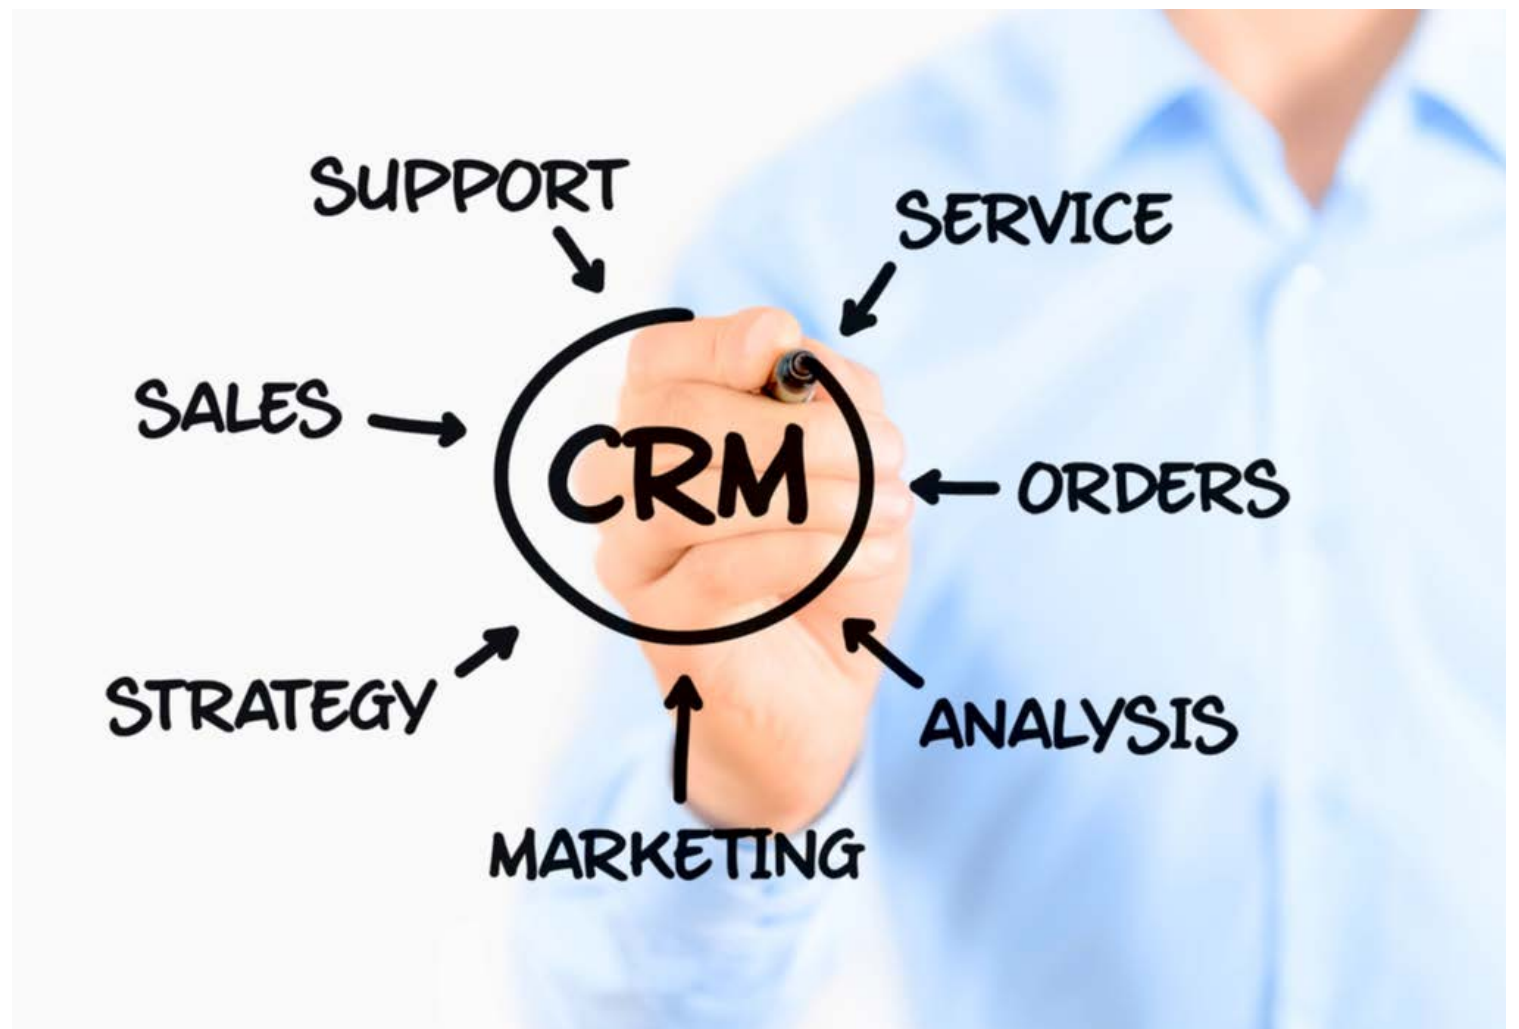 SUPPORT
SERVICE
SALES
CRM
ORDERS
STRATEGY
ANALYSIS
MARKETING